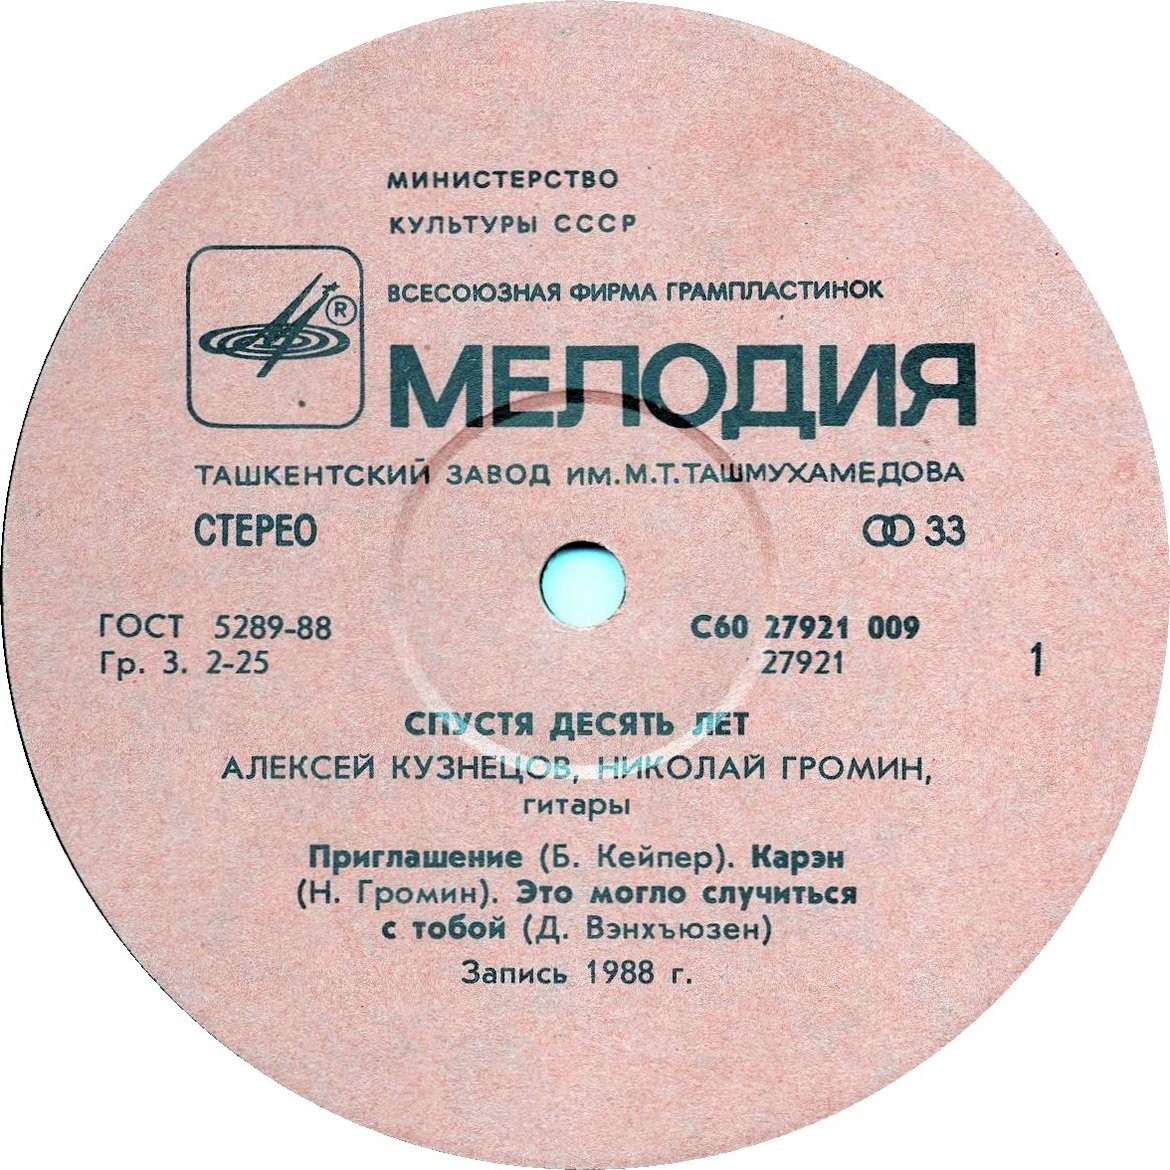 МИНИСТЕРСТВО
КУЛЬТУРЫ СССР
ВСЕСОЮЗНАЯ ФИРМА ГРАМПЛАСТИНОК
®
МЕЛОДИЯ
ТАШКЕНТСКИЙ ЗАВОД ИМ. М.Т. ТАШМУХАМЕДОВА
СТЕРЕО 33
ГОСТ 5289-88 С60 27921 009
Гр. 3. 2-25 27921 1
СПУСТЯ ДЕСЯТЬ ЛЕТ
АЛЕКСЕЙ КУЗНЕЦОВ, НИКОЛАЙ ГРОМИН,
гитары
Приглашение (Б. Кейпер). Карэн
(Н. Громин). Это могло случиться
с тобой (Д. Вэнхъюзен)
Запись 1988 г.